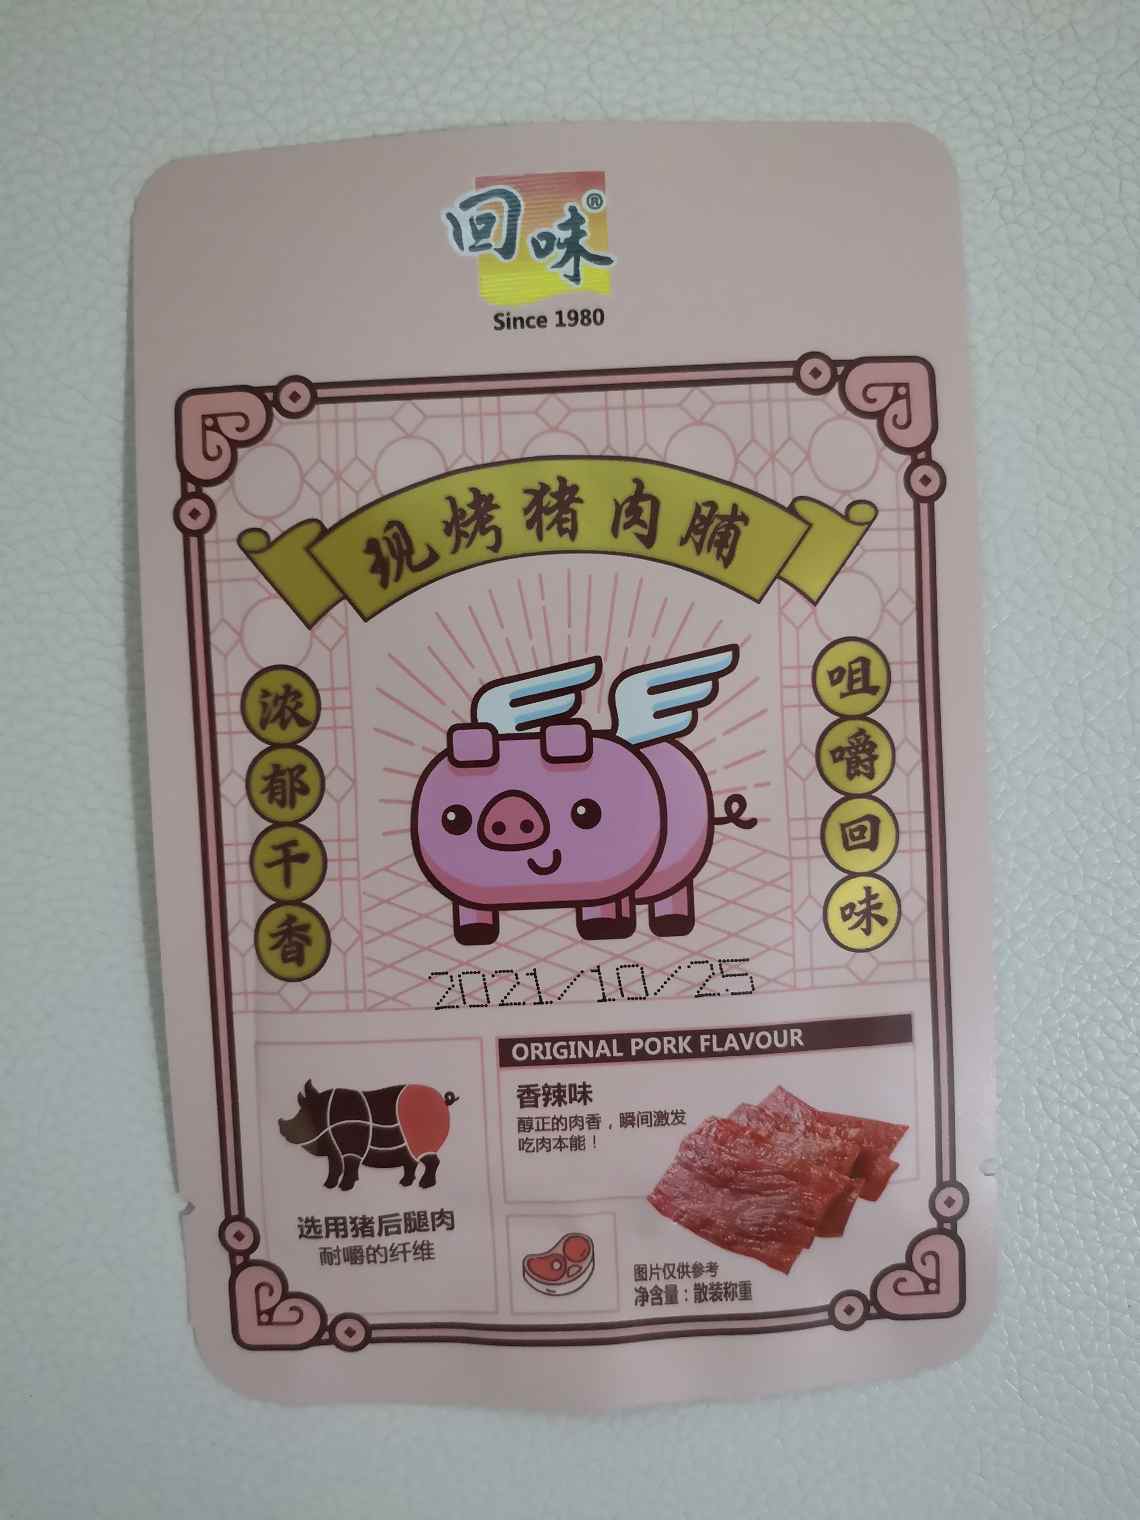 回味®
Since 1980
现烤猪肉脯
浓郁干香
咀嚼回味
2021/10/25
ORIGINAL PORK FLAVOUR
香辣味
醇正的肉香，瞬间激发
吃肉本能！
选用猪后腿肉
耐嚼的纤维
图片仅供参考
净含量：散装称重